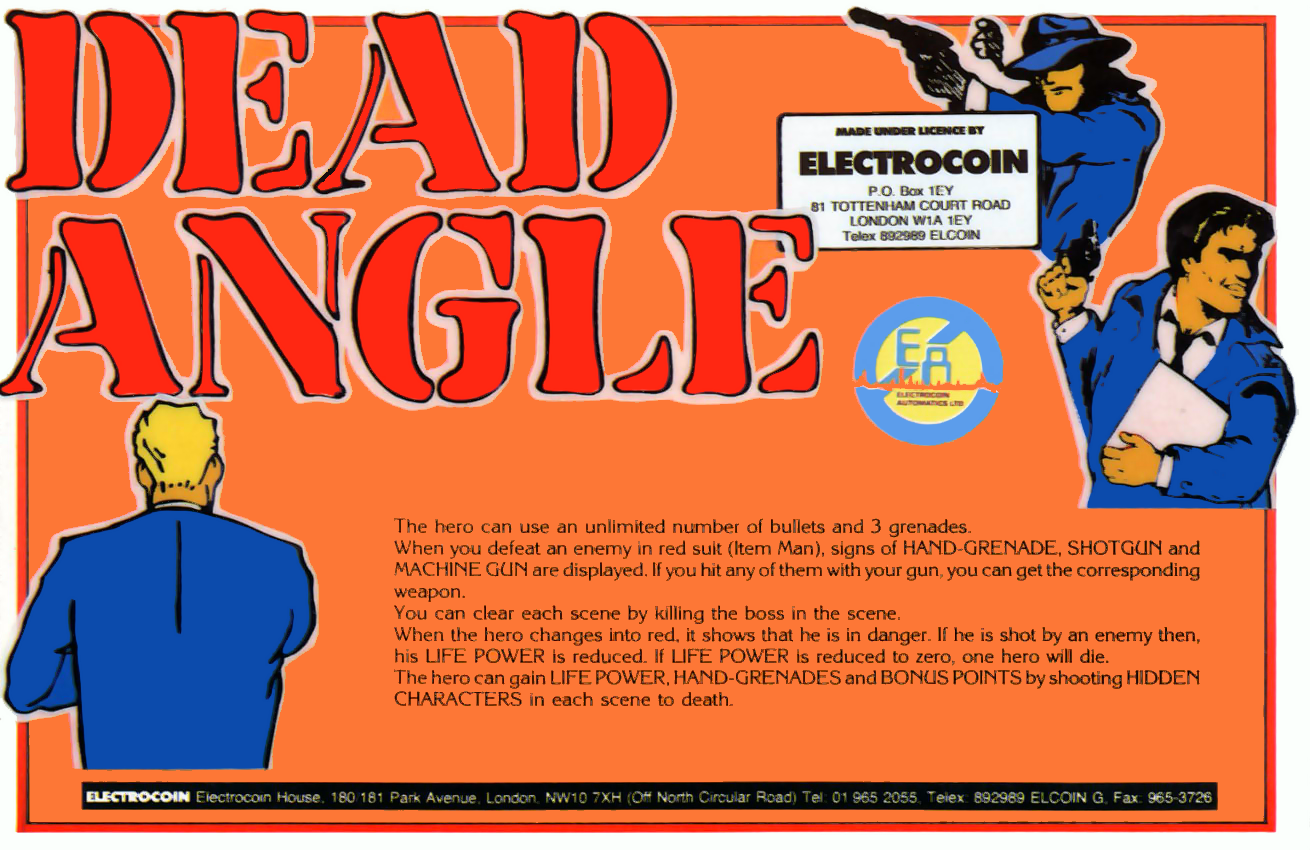 DEAD
ANGLE
MADE UNDER LICENCE BY
ELECTROCOIN
P.O. Box 1EY
81 TOTTENHAM COURT ROAD
LONDON W1A 1EY
Telex 892989 ELCOIN
EA
ELECTROCOIN
AUTOMATICS LTD
The hero can use an unlimited number of bullets and 3 grenades.
When you defeat an enemy in red suit (Item Man), signs of HAND-GRENADE, SHOTGUN and
MACHINE GUN are displayed. If you hit any of them with your gun, you can get the corresponding
weapon.
You can clear each scene by killing the boss in the scene.
When the hero changes into red, it shows that he is in danger. If he is shot by an enemy then,
his LIFE POWER is reduced. If LIFE POWER is reduced to zero, one hero will die.
The hero can gain LIFE POWER, HAND-GRENADES and BONUS POINTS by shooting HIDDEN
CHARACTERS in each scene to death.
ELECTROCOIN Electrocoin House, 180 181 Park Avenue, London, NW10 7XH (Off North Circular Road) Tel: 01 965 2055, Telex: 892989 ELCOIN G, Fax: 965-3726